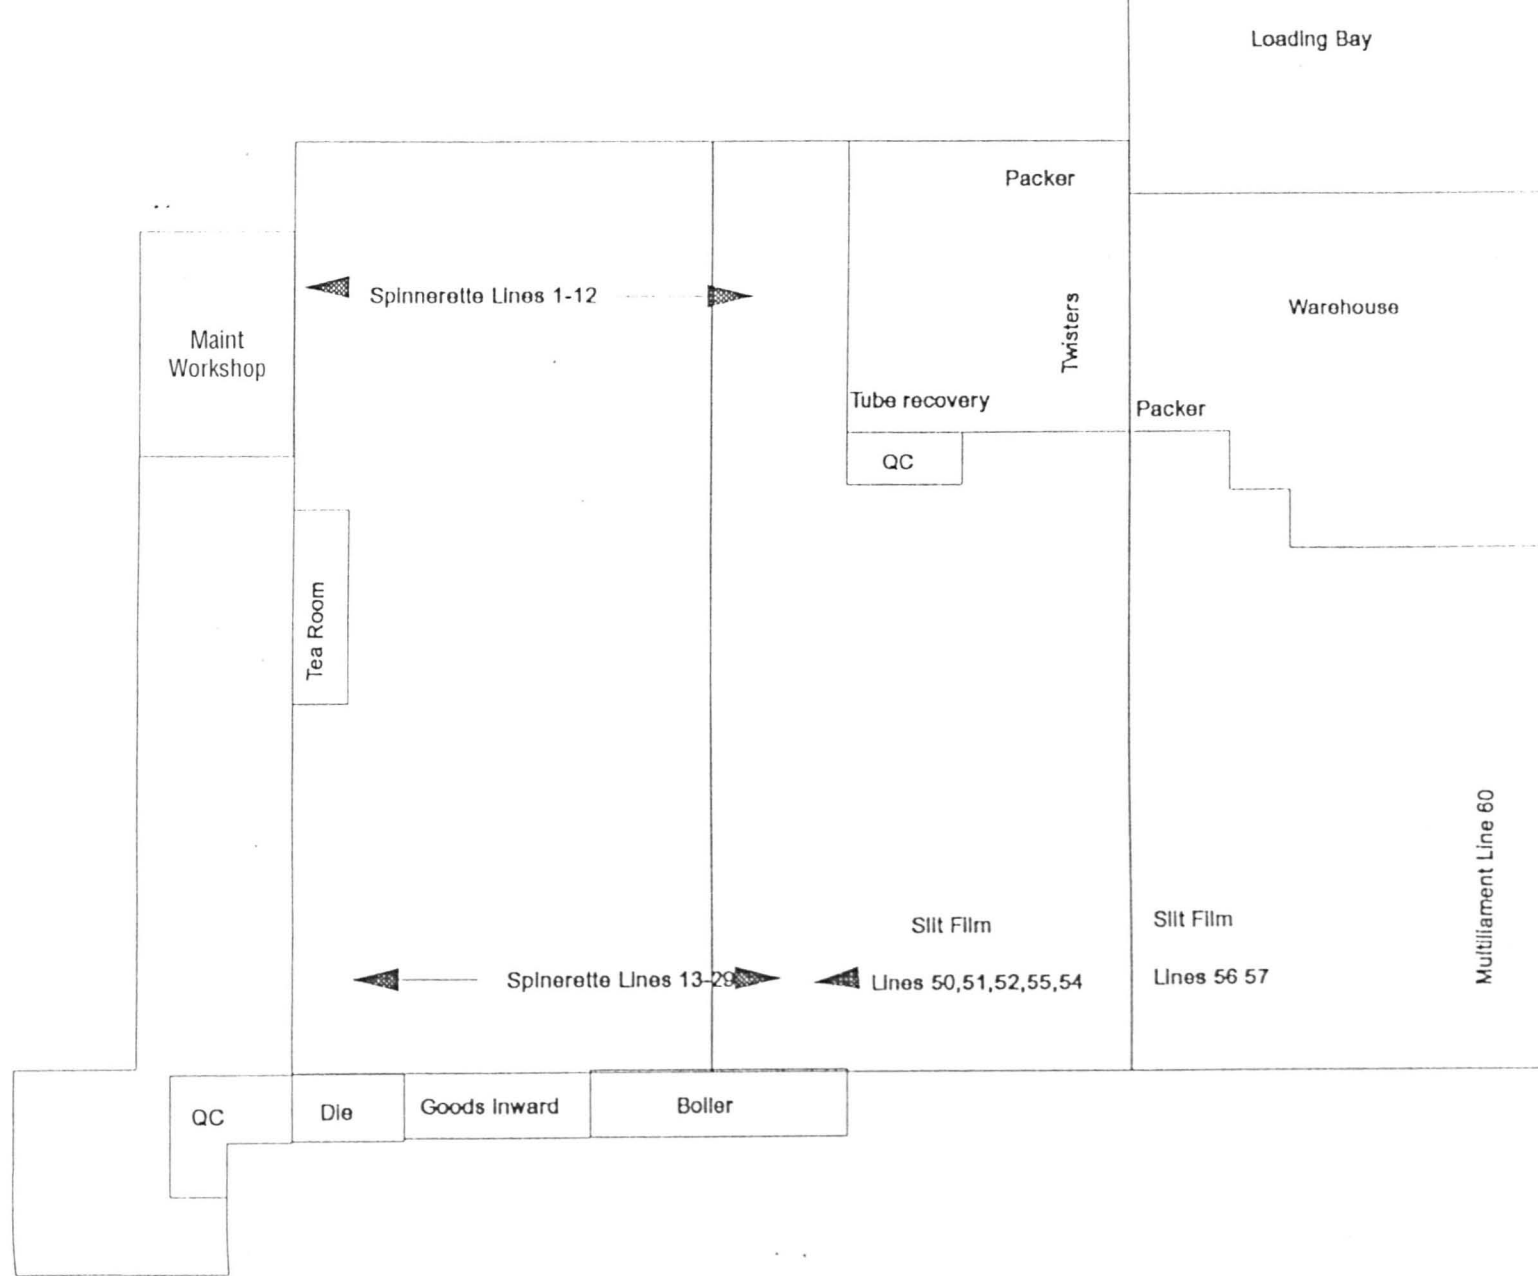 Loading Bay
Packer
Spinnerette Lines 1-12
Warehouse
Maint
Workshop
Twisters
Tube recovery
Packer
QC
Tea Room
Multiliament Line 60
Slit Film
Slit Film
Spinerette Lines 13-29
Lines 50,51,52,55,54
Lines 56 57
QC
Die
Goods Inward
Boiler